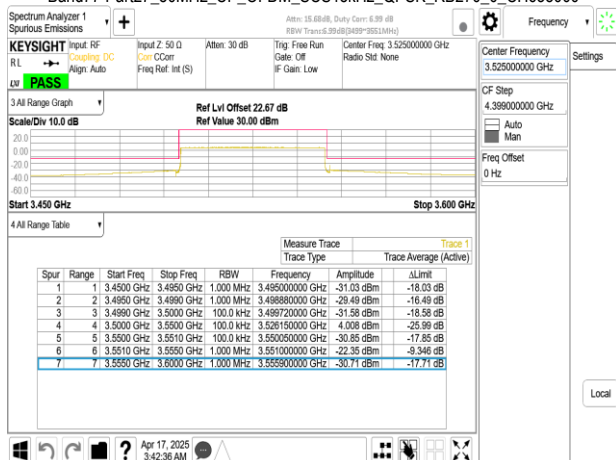 Spectrum Analyzer 1
Spurious Emissions
Attn: 15.68dB, Duty Corr: 6.99 dB
RBW Trans:6.99dB(3499~3551MHz)
Frequency
KEYSIGHT
Input: RF
Input Z: 50 Ω
Atten: 30 dB
Trig: Free Run
Center Freq: 3.525000000 GHz
RL
Coupling: DC
Corr CCorr
Gate: Off
Radio Std: None
Align: Auto
Freq Ref: Int (S)
IF Gain: Low
LXI PASS
Center Frequency
3.525000000 GHz
Settings
CF Step
4.399000000 GHz
Auto
Man
Freq Offset
0 Hz
3 All Range Graph
Ref Lvl Offset 22.67 dB
Scale/Div 10.0 dB
Ref Value 30.00 dBm
20.0
0.00
-20.0
-40.0
-60.0
Start 3.450 GHz
Stop 3.600 GHz
4 All Range Table
Measure Trace Trace 1
Trace Type Trace Average (Active)
Spur Range Start Freq Stop Freq RBW Frequency Amplitude ΔLimit
1 1 3.4500 GHz 3.4950 GHz 1.000 MHz 3.495000000 GHz -31.03 dBm -18.03 dB
2 2 3.4950 GHz 3.4990 GHz 1.000 MHz 3.498880000 GHz -29.49 dBm -16.49 dB
3 3 3.4990 GHz 3.5000 GHz 100.0 kHz 3.499720000 GHz -31.58 dBm -18.58 dB
4 4 3.5000 GHz 3.5500 GHz 100.0 kHz 3.526150000 GHz 4.008 dBm -25.99 dB
5 5 3.5500 GHz 3.5510 GHz 100.0 kHz 3.550050000 GHz -30.85 dBm -17.85 dB
6 6 3.5510 GHz 3.5550 GHz 1.000 MHz 3.551000000 GHz -22.35 dBm -9.346 dB
7 7 3.5550 GHz 3.6000 GHz 1.000 MHz 3.555900000 GHz -30.71 dBm -17.71 dB
Local
Apr 17, 2025
3:42:36 AM